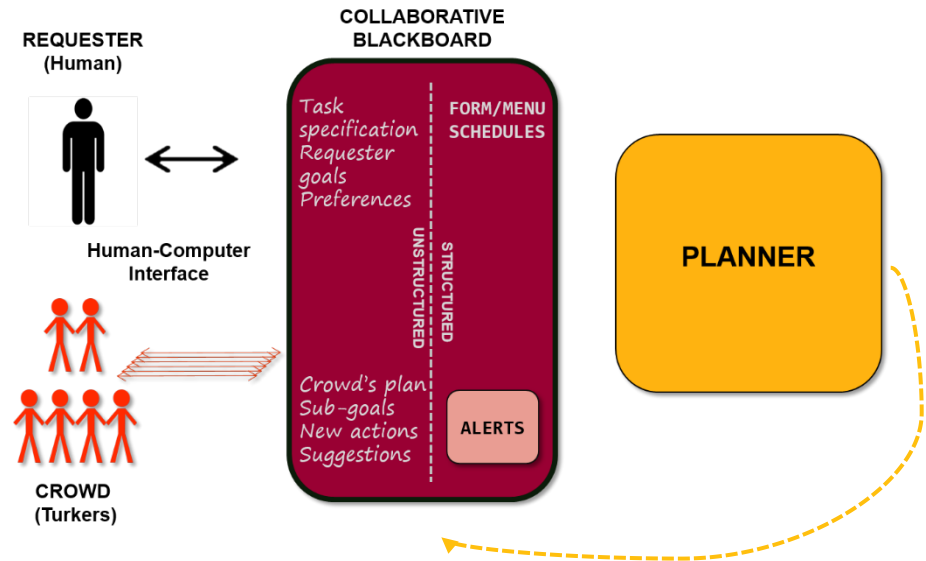 COLLABORATIVE
BLACKBOARD
REQUESTER
(Human)
Task
specification
Requester
goals
Preferences
FORM/MENU
SCHEDULES
Human-Computer
Interface
UNSTRUCTURED
STRUCTURED
PLANNER
Crowd's plan
Sub-goals
New actions
Suggestions
ALERTS
CROWD
(Turkers)